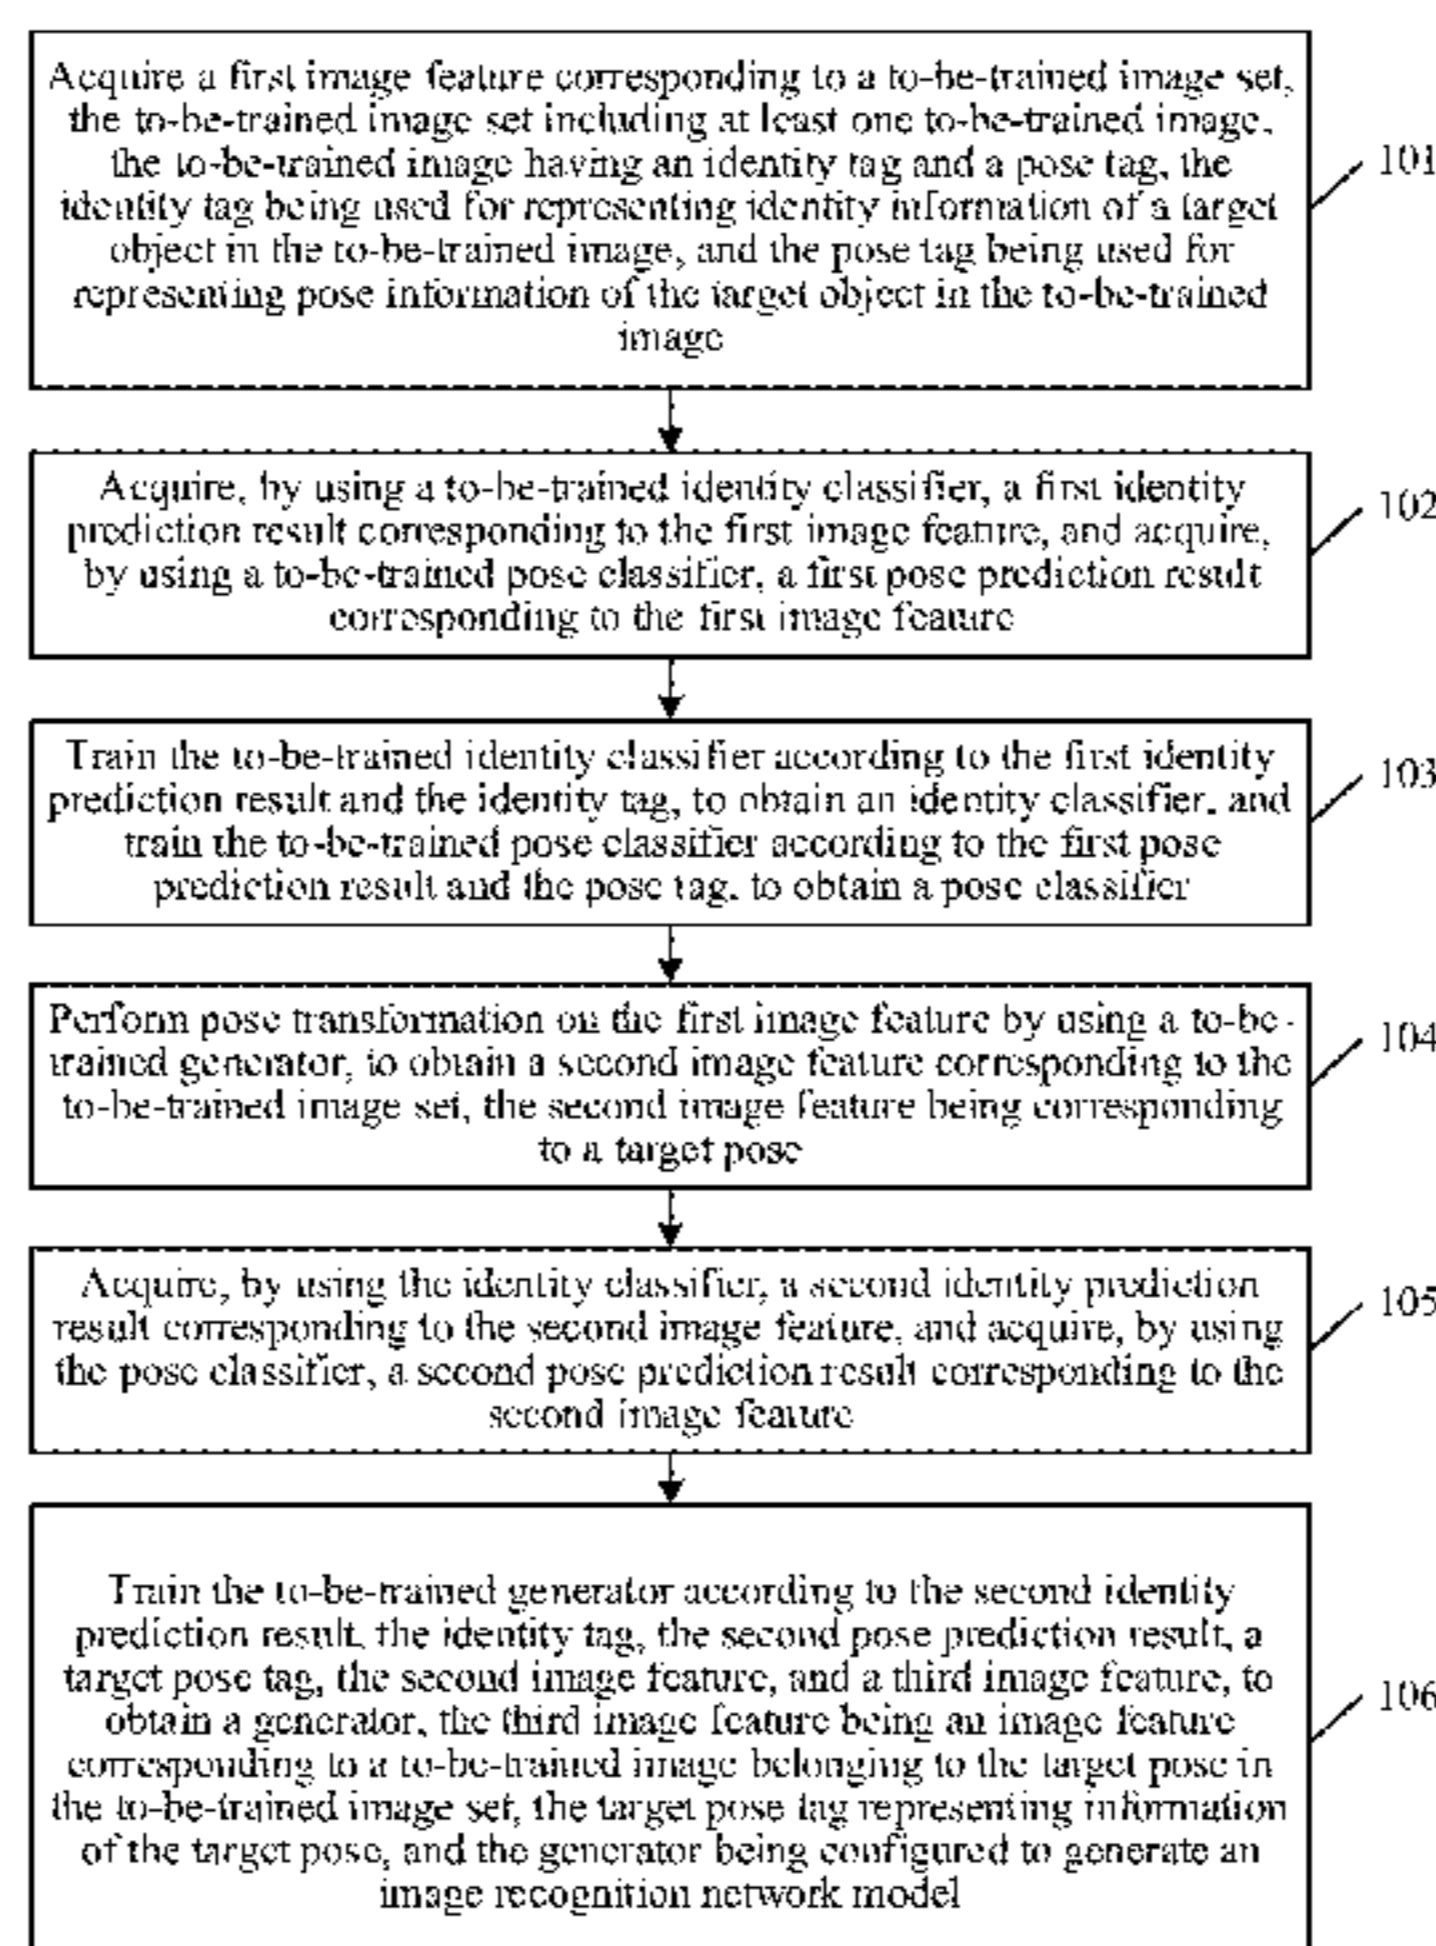 Acquire a first image feature corresponding to a to-be-trained image set,
the to-be-trained image set including at least one to-be-trained image,
the to-be-trained image having an identity tag and a pose tag, the
identity tag being used for representing identity information of a target
object in the to-be-trained image, and the pose tag being used for
representing pose information of the target object in the to-be-trained
image
101
Acquire, by using a to-be-trained identity classifier, a first identity
prediction result corresponding to the first image feature, and acquire,
by using a to-be-trained pose classifier, a first pose prediction result
corresponding to the first image feature
102
Train the to-be-trained identity classifier according to the first identity
prediction result and the identity tag, to obtain an identity classifier, and
train the to-be-trained pose classifier according to the first pose
prediction result and the pose tag, to obtain a pose classifier
103
Perform pose transformation on the first image feature by using a to-be-
trained generator, to obtain a second image feature corresponding to the
to-be-trained image set, the second image feature being corresponding
to a target pose
104
Acquire, by using the identity classifier, a second identity prediction
result corresponding to the second image feature, and acquire, by using
the pose classifier, a second pose prediction result corresponding to the
second image feature
105
Train the to-be-trained generator according to the second identity
prediction result, the identity tag, the second pose prediction result, a
target pose tag, the second image feature, and a third image feature, to
obtain a generator, the third image feature being an image feature
corresponding to a to-be-trained image belonging to the target pose in
the to-be-trained image set, the target pose tag representing information
of the target pose, and the generator being configured to generate an
image recognition network model
106